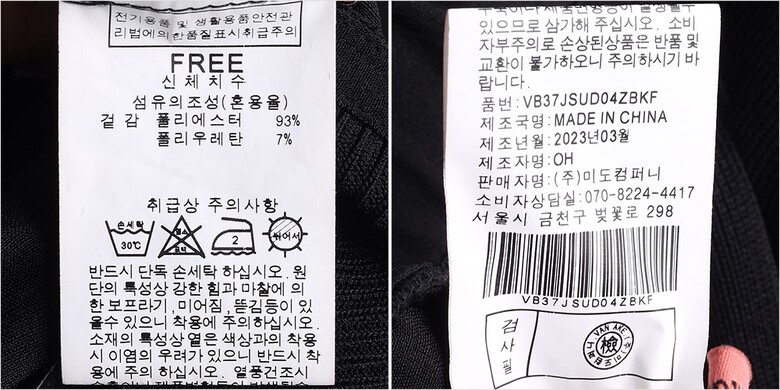 전기용품 및 생활용품안전관
리법에의한품질표시취급주의
FREE
신체치수
섬유의조성(혼용율)
겉감 폴리에스터 93%
폴리우레탄 7%
취급상 주의사항
손세탁
30℃
염소
표백
2
뉘어서
반드시 단독 손세탁 하십시오. 원
단의 특성상 강한 힘과 마찰에 의
한 보프라기, 미어짐, 뜯김등이 있
을수 있으니 착용에 주의하십시오.
소재의 특성상 옅은 색상과의 착용
시 이염의 우려가 있으니 반드시 착
용에 주의하십시오. 열풍건조시
있으므로 삼가해 주십시오. 소비
자부주의로 손상된상품은 반품 및
교환이 불가하오니 주의하시기 바
랍니다.
품번: VB37JSUD04ZBKF
제조국명: MADE IN CHINA
제조년월: 2023년03월
제조자명: OH
판매자명: (주)미도컴퍼니
소비자상담실: 070-8224-4417
서울시 금천구 벚꽃로 298
VB37JSUD04ZBKF
검사필
VAN AKE
檢